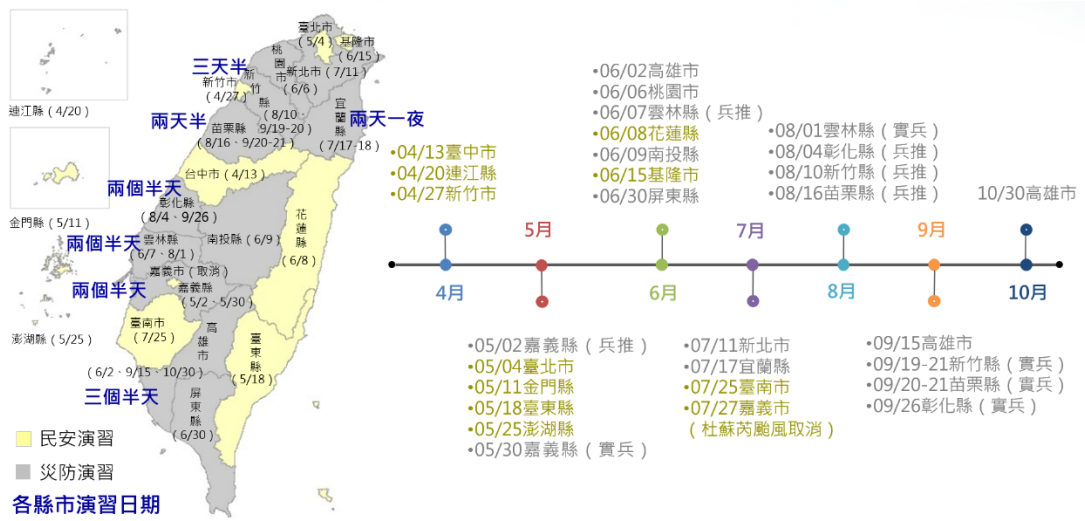 臺北市
(5/4)
基隆市
(6/15)
桃園市
(6/6)
新北市
(7/11)
三天半
新竹市
(4/27)
新竹縣
(8/10、
9/19-20)
宜蘭縣
(7/17-18)
兩天一夜
連江縣(4/20)
兩天半
苗栗縣
(8/16、9/20-21)
台中市(4/13)
兩個半天
彰化縣
(8/4、9/26)
金門縣(5/11)
花蓮縣
(6/8)
兩個半天
雲林縣
(6/7、8/1)
南投縣(6/9)
嘉義市(取消)
兩個半天
嘉義縣
(5/2、5/30)
澎湖縣(5/25)
臺南市
(7/25)
高雄市
(6/2、9/15、10/30)
臺東縣
(5/18)
三個半天
屏東縣
(6/30)
民安演習
災防演習
各縣市演習日期
•04/13臺中市
•04/20連江縣
•04/27新竹市
•06/02高雄市
•06/06桃園市
•06/07雲林縣(兵推)
•06/08花蓮縣
•06/09南投縣
•06/15基隆市
•06/30屏東縣
•08/01雲林縣(實兵)
•08/04彰化縣(兵推)
•08/10新竹縣(兵推)
•08/16苗栗縣(兵推)
10/30高雄市
4月
5月
6月
7月
8月
9月
10月
•05/02嘉義縣(兵推)
•05/04臺北市
•05/11金門縣
•05/18臺東縣
•05/25澎湖縣
•05/30嘉義縣(實兵)
•07/11新北市
•07/17宜蘭縣
•07/25臺南市
•07/27嘉義市
(杜蘇芮颱風取消)
•09/15高雄市
•09/19-21新竹縣(實兵)
•09/20-21苗栗縣(實兵)
•09/26彰化縣(實兵)